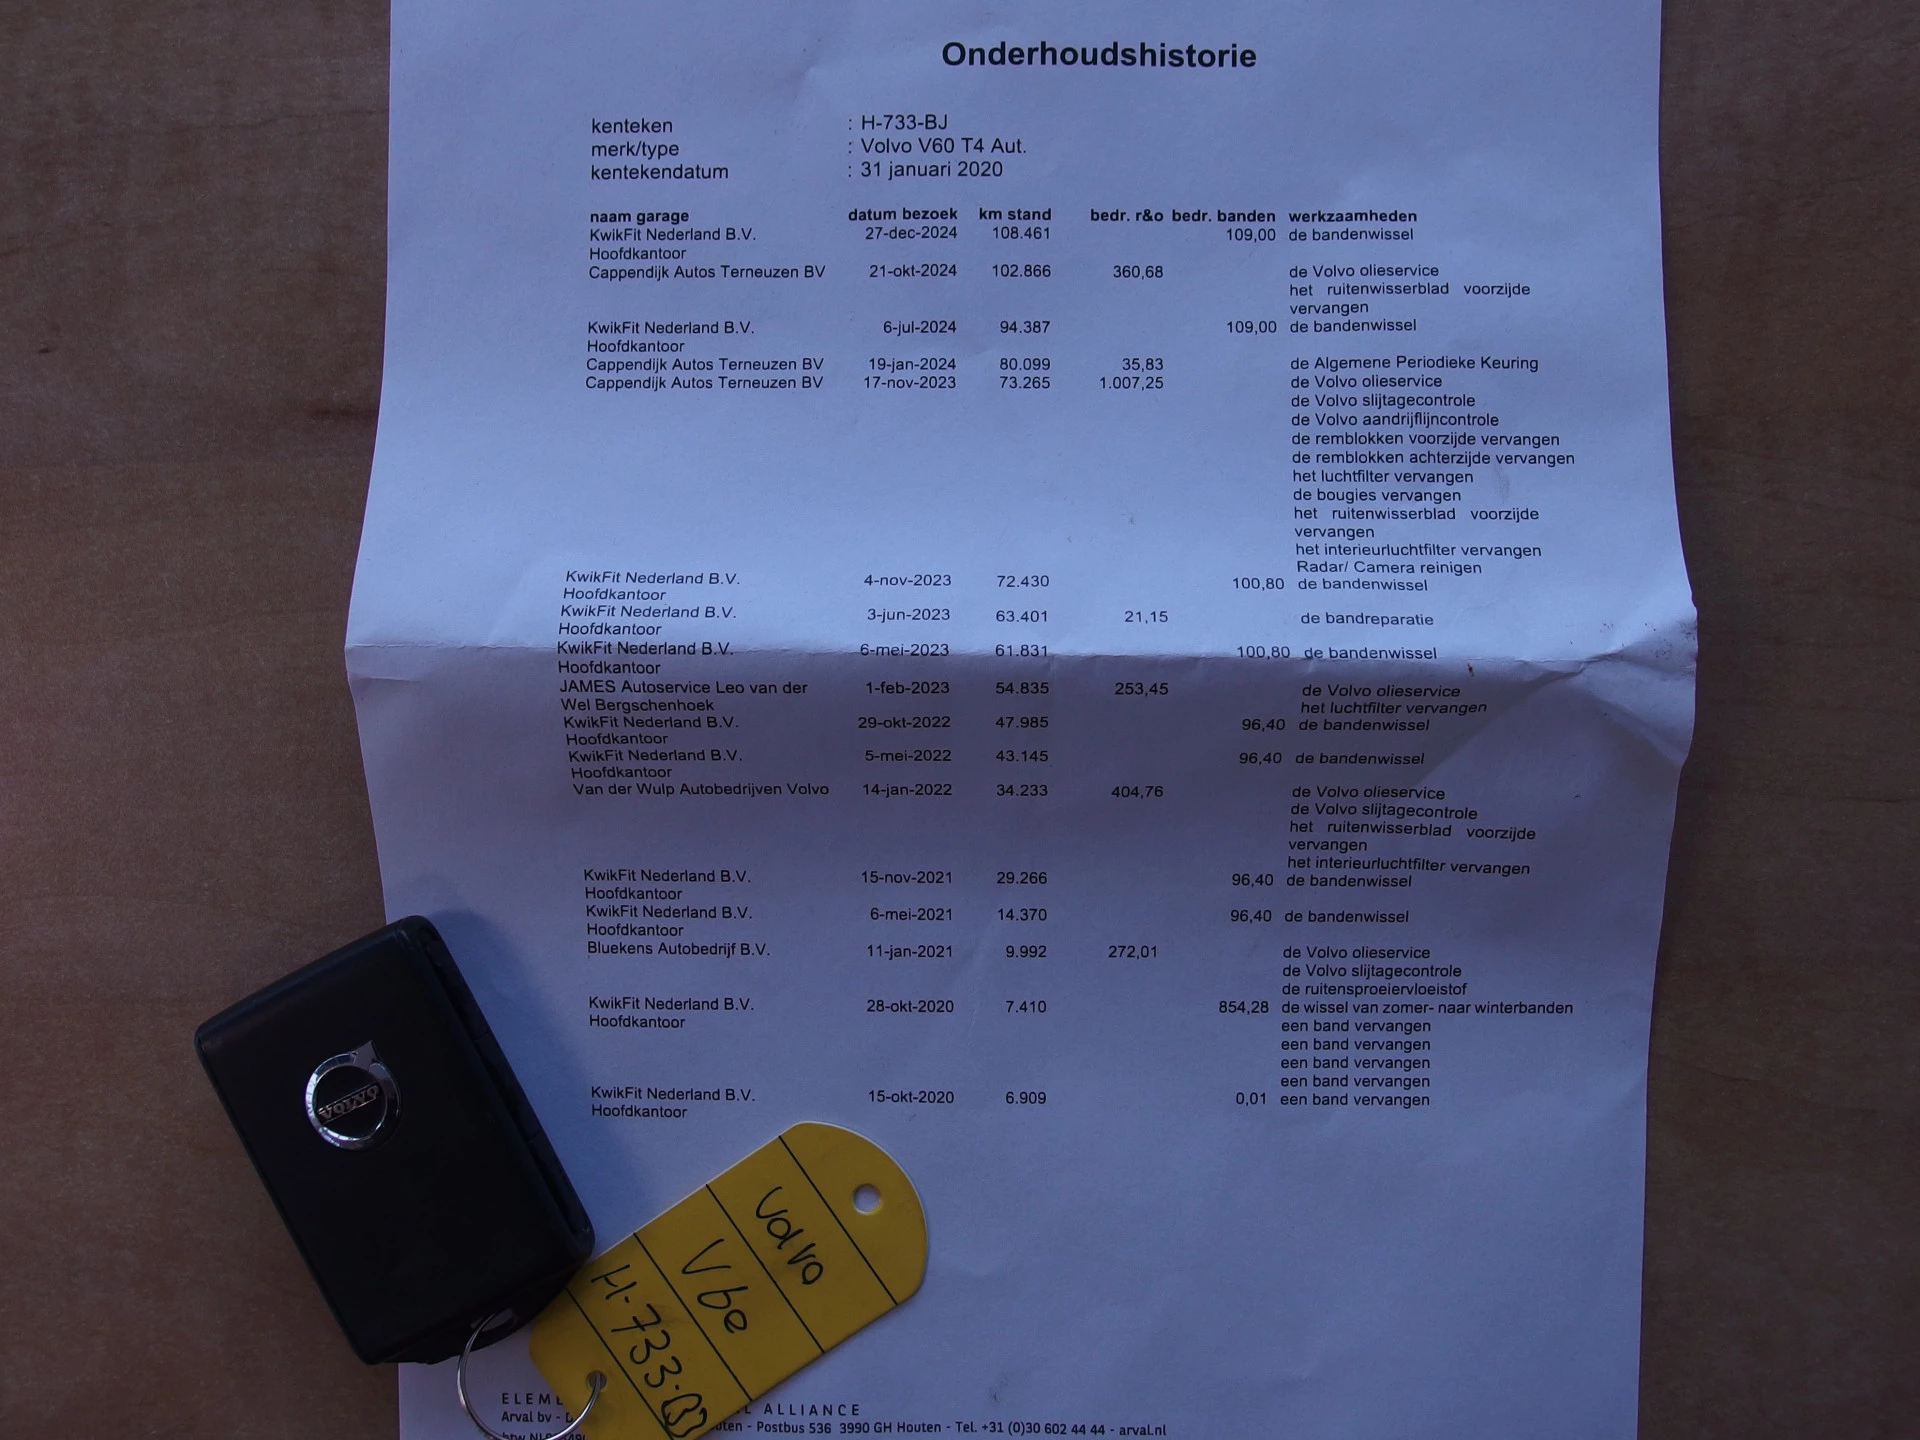 Onderhoudshistorie
kenteken : H-733-BJ
merk/type : Volvo V60 T4 Aut.
kentekendatum : 31 januari 2020
naam garage datum bezoek km stand bedr. r&o bedr. banden werkzaamheden
KwikFit Nederland B.V. 27-dec-2024 108.461 109,00 de bandenwissel
Hoofdkantoor
Cappendijk Autos Terneuzen BV 21-okt-2024 102.866 360,68 de Volvo olieservice
het ruitenwisserblad voorzijde
vervangen
KwikFit Nederland B.V. 6-jul-2024 94.387 109,00 de bandenwissel
Hoofdkantoor
Cappendijk Autos Terneuzen BV 19-jan-2024 80.099 35,83 de Algemene Periodieke Keuring
Cappendijk Autos Terneuzen BV 17-nov-2023 73.265 1.007,25 de Volvo olieservice
de Volvo slijtagecontrole
de Volvo aandrijflijncontrole
de remblokken voorzijde vervangen
de remblokken achterzijde vervangen
het luchtfilter vervangen
de bougies vervangen
het ruitenwisserblad voorzijde
vervangen
het interieurluchtfilter vervangen
Radar/ Camera reinigen
KwikFit Nederland B.V. 4-nov-2023 72.430 100,80 de bandenwissel
Hoofdkantoor
KwikFit Nederland B.V. 3-jun-2023 63.401 21,15 de bandreparatie
Hoofdkantoor
KwikFit Nederland B.V. 6-mei-2023 61.831 100,80 de bandenwissel
Hoofdkantoor
JAMES Autoservice Leo van der 1-feb-2023 54.835 253,45 de Volvo olieservice
Wel Bergschenhoek het luchtfilter vervangen
KwikFit Nederland B.V. 29-okt-2022 47.985 96,40 de bandenwissel
Hoofdkantoor
KwikFit Nederland B.V. 5-mei-2022 43.145 96,40 de bandenwissel
Hoofdkantoor
Van der Wulp Autobedrijven Volvo 14-jan-2022 34.233 404,76 de Volvo olieservice
de Volvo slijtagecontrole
het ruitenwisserblad voorzijde
vervangen
het interieurluchtfilter vervangen
KwikFit Nederland B.V. 15-nov-2021 29.266 96,40 de bandenwissel
Hoofdkantoor
KwikFit Nederland B.V. 6-mei-2021 14.370 96,40 de bandenwissel
Hoofdkantoor
Bluekens Autobedrijf B.V. 11-jan-2021 9.992 272,01 de Volvo olieservice
de Volvo slijtagecontrole
de ruitensproeiervloeistof
KwikFit Nederland B.V. 28-okt-2020 7.410 854,28 de wissel van zomer- naar winterbanden
Hoofdkantoor een band vervangen
een band vervangen
een band vervangen
een band vervangen
KwikFit Nederland B.V. 15-okt-2020 6.909 0,01 een band vervangen
Hoofdkantoor
VOLVO
Volvo
V60
H-733-BJ
ALLIANCE
Arval bv - Postbus 536 3990 GH Houten - Tel. +31 (0)30 602 44 44 - arval.nl